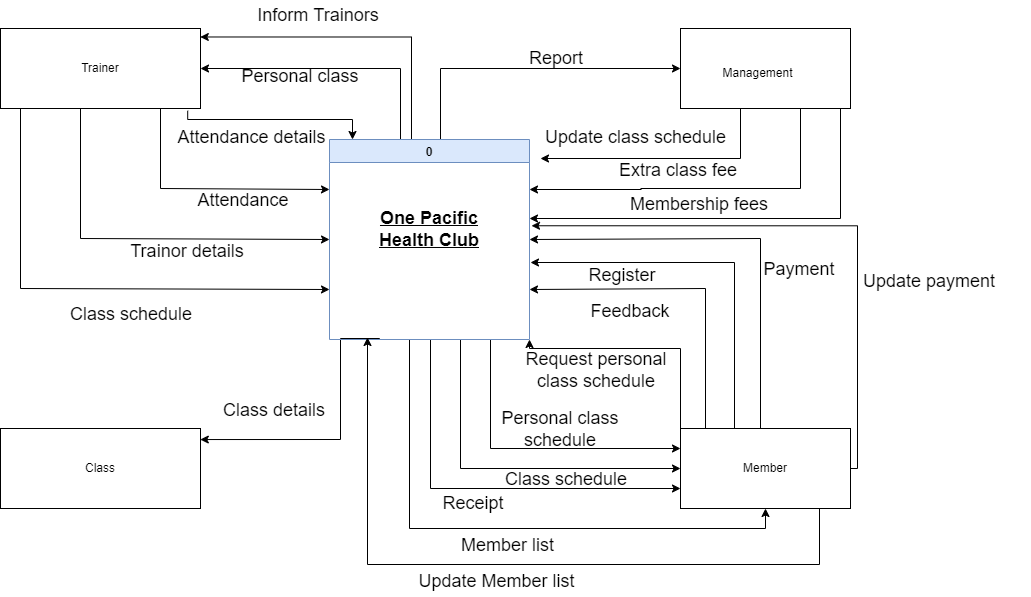 Inform Trainors
Trainer
Personal class
Report
Management
Attendance details
Update class schedule
0
Extra class fee
Attendance
Membership fees
One Pacific
Health Club
Trainor details
Payment
Register
Update payment
Class schedule
Feedback
Request personal
class schedule
Class details
Personal class
schedule
Class
Member
Class schedule
Receipt
Member list
Update Member list